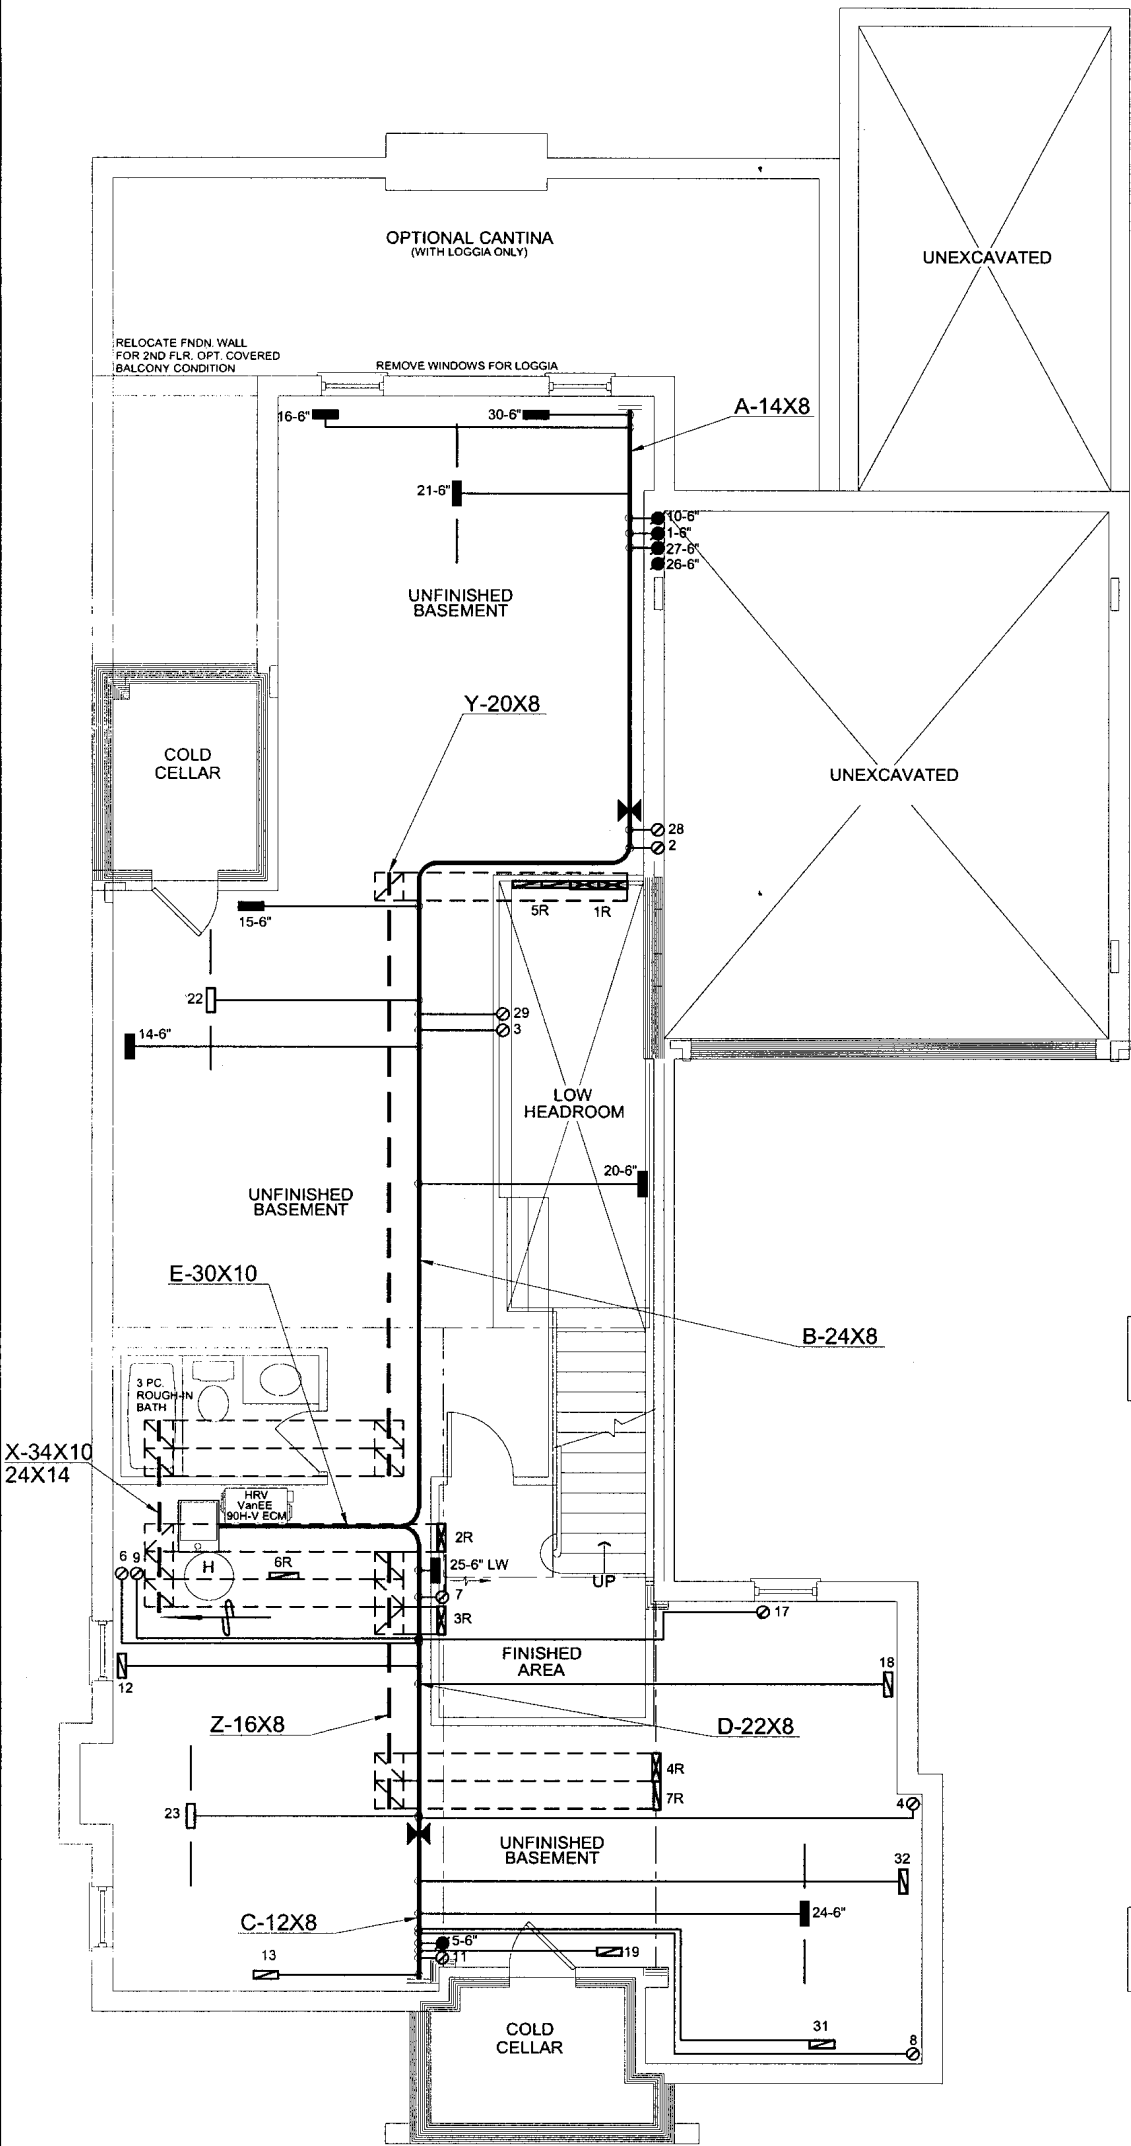 OPTIONAL CANTINA
(WITH LOGGIA ONLY)
UNEXCAVATED
RELOCATE FNDN. WALL
FOR 2ND FLR. OPT. COVERED
BALCONY CONDITION
REMOVE WINDOWS FOR LOGGIA
16-6"
30-6"
A-14X8
21-6"
10-6"
1-6"
27-6"
26-6"
UNFINISHED
BASEMENT
Y-20X8
COLD
CELLAR
UNEXCAVATED
28
2
15-6"
5R
1R
22
29
3
14-6"
LOW
HEADROOM
20-6"
UNFINISHED
BASEMENT
E-30X10
B-24X8
3 PC.
ROUGH-IN
BATH
X-34X10
24X14
HRV
VanEE
90H-V ECM
2R
6
9
H
6R
25-6" LW
UP
7
3R
17
FINISHED
AREA
12
18
Z-16X8
D-22X8
4R
7R
23
4
UNFINISHED
BASEMENT
32
C-12X8
24-6"
5-6"
11
19
13
COLD
CELLAR
31
8